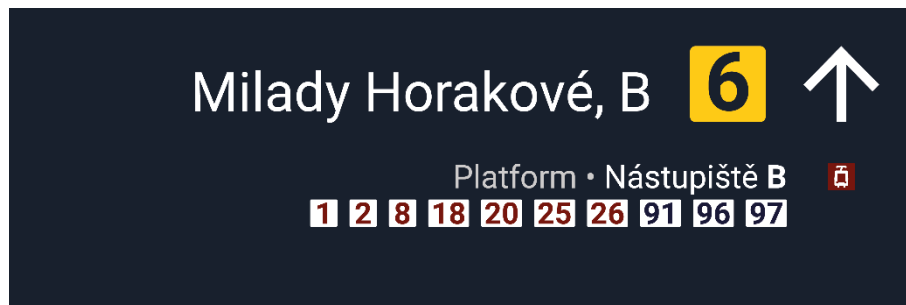 Milady Horakové, B 6
Platform • Nástupiště B
1 2 8 18 20 25 26 91 96 97